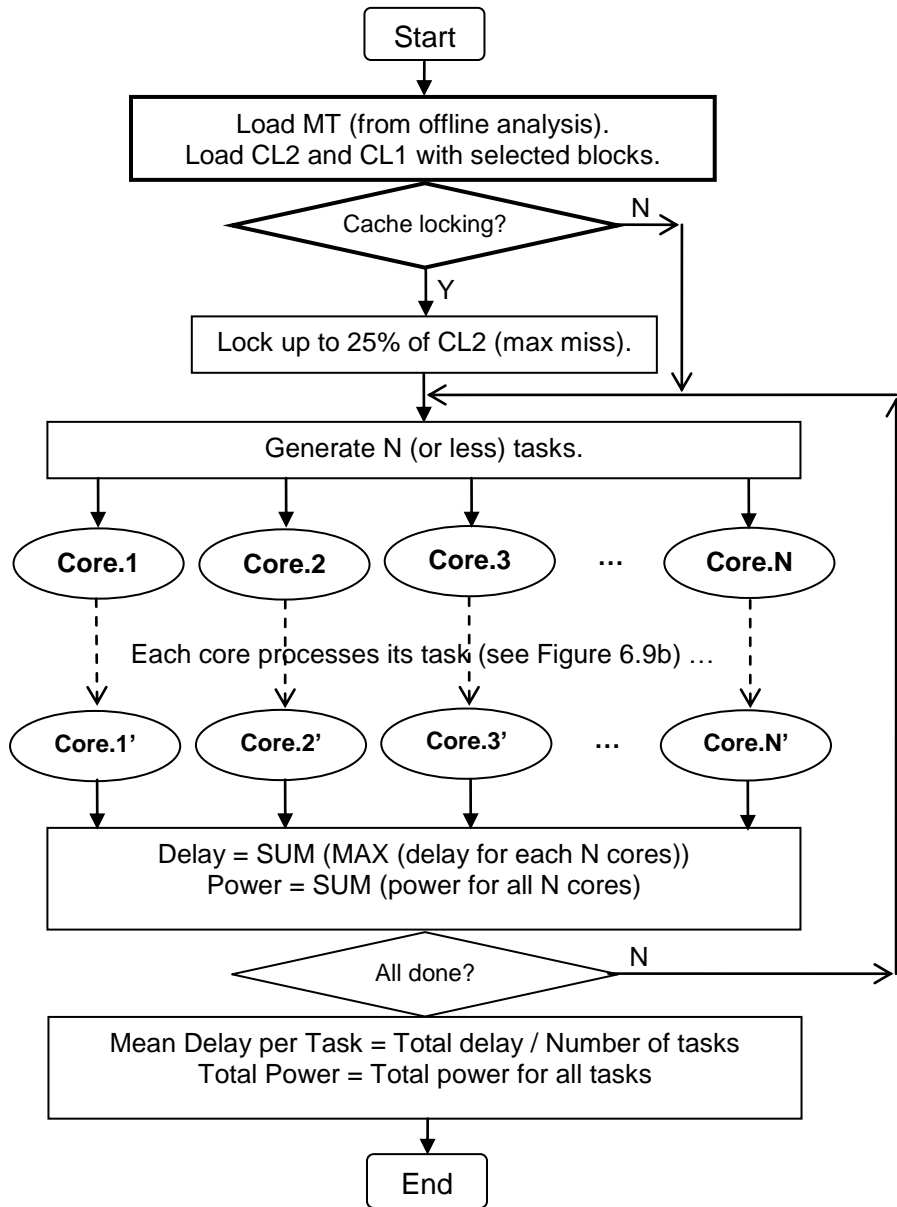 Start
Load MT (from offline analysis).
Load CL2 and CL1 with selected blocks.
Cache locking?
N
Y
Lock up to 25% of CL2 (max miss).
Generate N (or less) tasks.
Core.1 Core.2 Core.3 … Core.N
Each core processes its task (see Figure 6.9b) …
Core.1’ Core.2’ Core.3’ … Core.N’
Delay = SUM (MAX (delay for each N cores))
Power = SUM (power for all N cores)
All done?
N
Mean Delay per Task = Total delay / Number of tasks
Total Power = Total power for all tasks
End